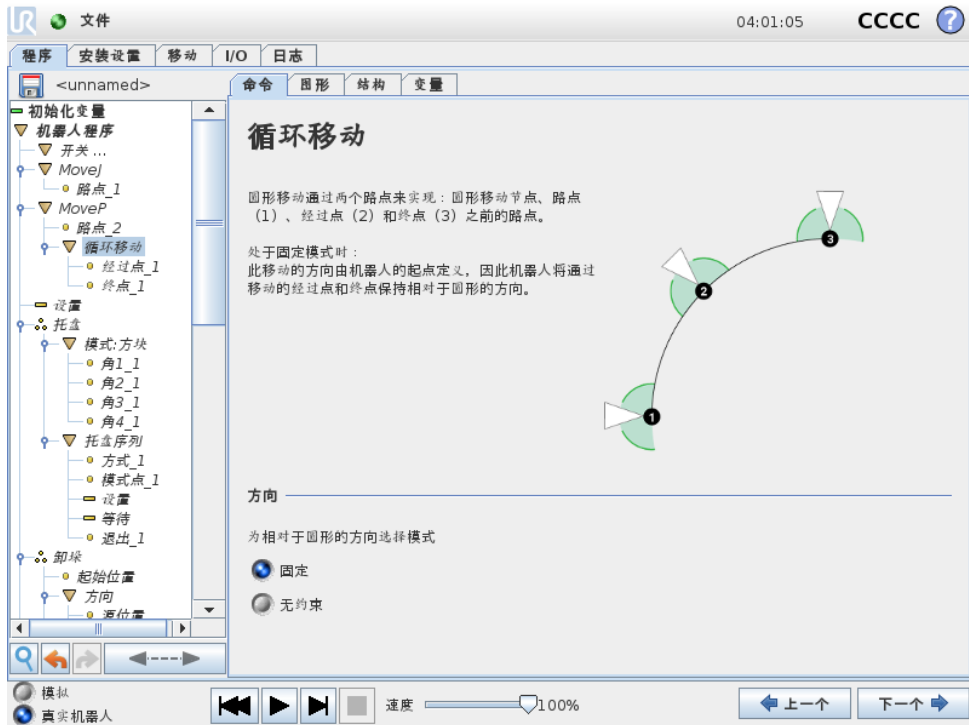 UR 文件 04:01:05 CCCC ?
程序 安装设置 移动 I/O 日志
<unnamed>
命令 图形 结构 变量
初始化变量
机器人程序
开关 ...
MoveJ
路点_1
MoveP
路点_2
循环移动
经过点_1
终点_1
设置
托盘
模式:方块
角1_1
角2_1
角3_1
角4_1
托盘序列
方式_1
模式点_1
设置
等待
退出_1
卸垛
起始位置
方向
源位置
循环移动
圆形移动通过两个路点来实现：圆形移动节点、路点
（1）、经过点（2）和终点（3）之前的路点。
处于固定模式时：
此移动的方向由机器人的起点定义，因此机器人将通过
移动的经过点和终点保持相对于圆形的方向。
3
2
1
方向
为相对于圆形的方向选择模式
固定
无约束
模拟
真实机器人
速度 100%
上一个 下一个